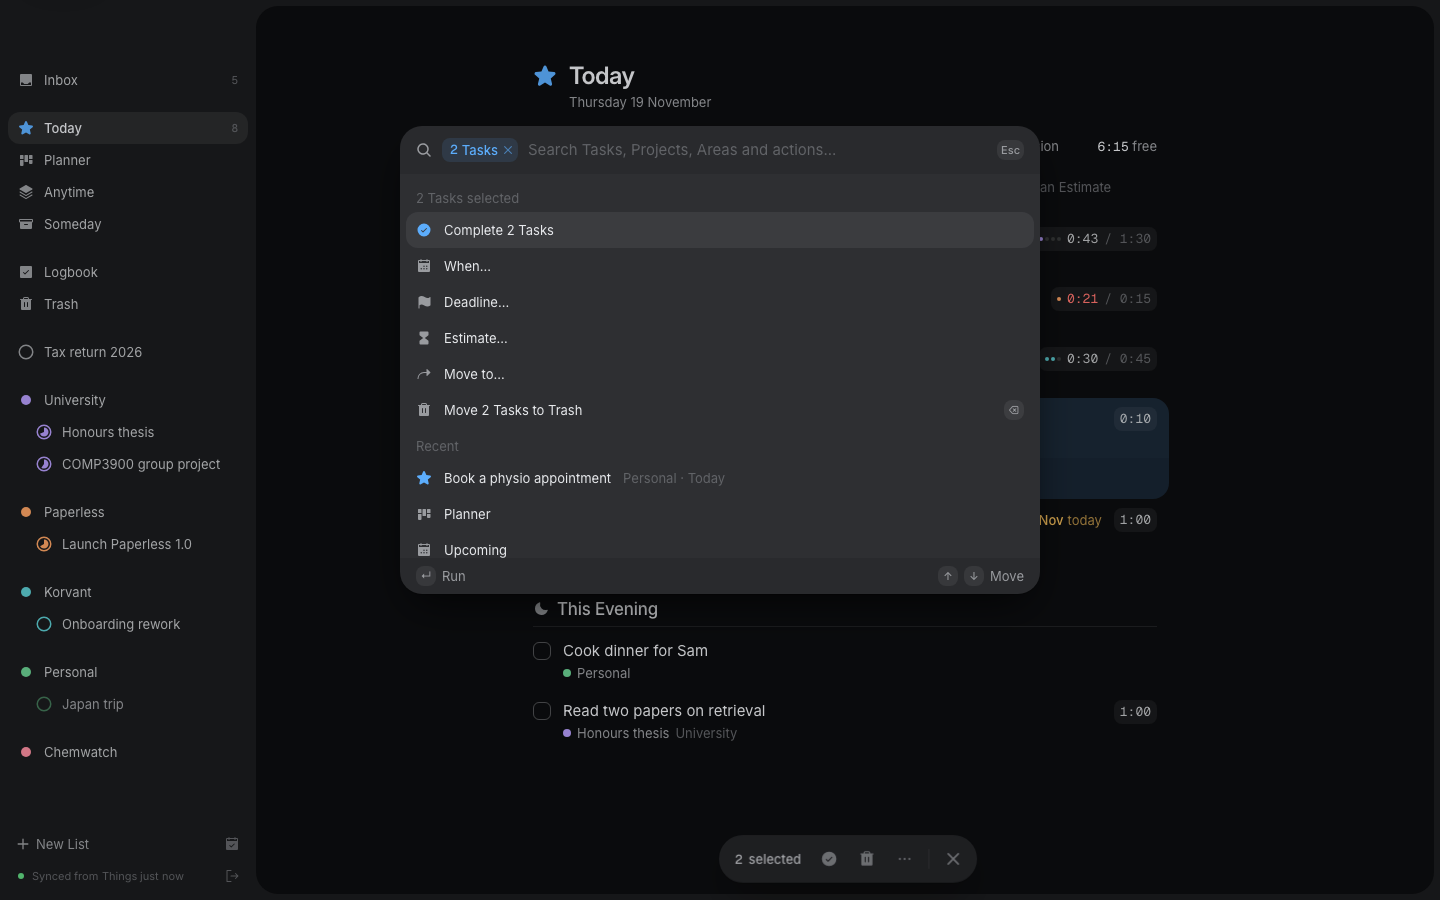 Inbox 5
Today 8
Planner
Anytime
Someday
Logbook
Trash
Tax return 2026
University
Honours thesis
COMP3900 group project
Paperless
Launch Paperless 1.0
Korvant
Onboarding rework
Personal
Japan trip
Chemwatch
New List
Synced from Things just now
Today
Thursday 19 November
ion 6:15 free
an Estimate
0:43 / 1:30
0:21 / 0:15
0:30 / 0:45
0:10
Nov today 1:00
2 Tasks Search Tasks, Projects, Areas and actions... Esc
2 Tasks selected
Complete 2 Tasks
When...
Deadline...
Estimate...
Move to...
Move 2 Tasks to Trash
Recent
Book a physio appointment Personal · Today
Planner
Upcoming
Run Move
This Evening
Cook dinner for Sam
Personal
Read two papers on retrieval 1:00
Honours thesis University
2 selected